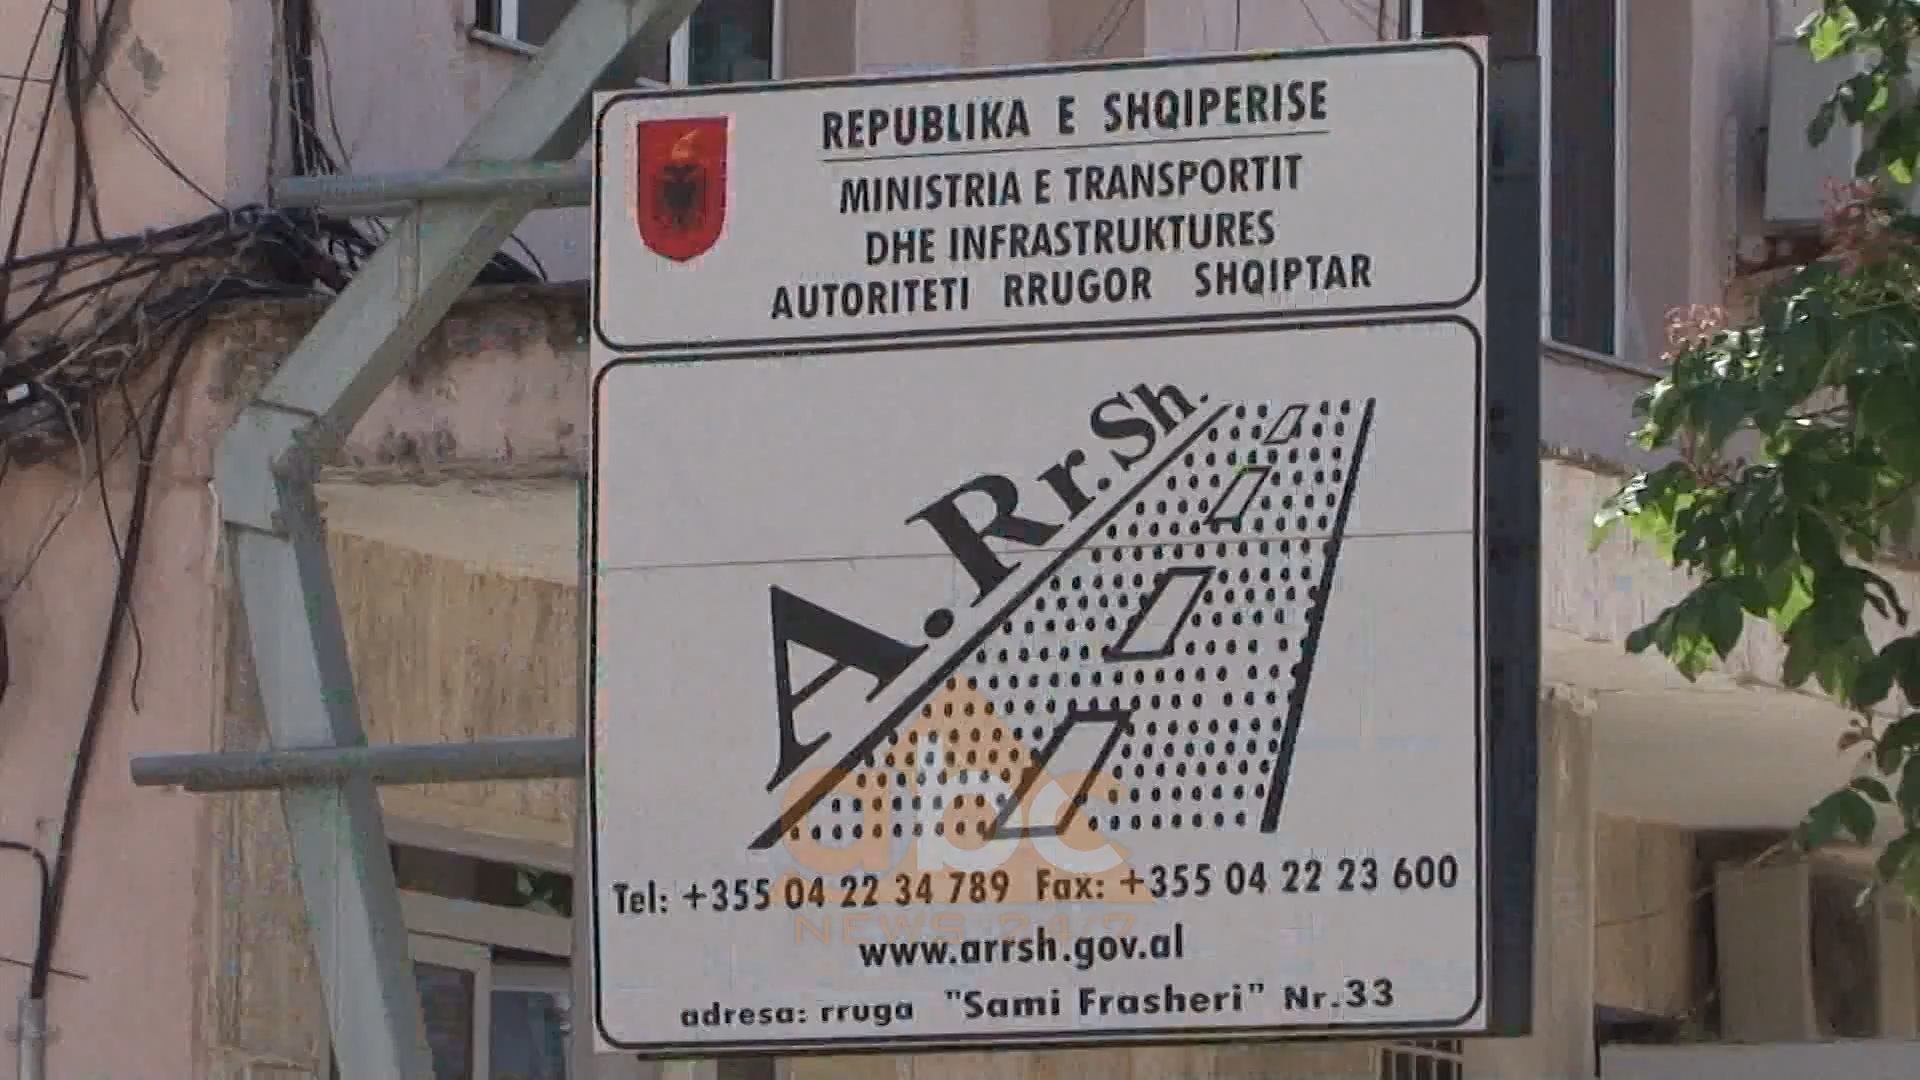 REPUBLIKA E SHQIPERISE
MINISTRIA E TRANSPORTIT
DHE INFRASTRUKTURES
AUTORITETI RRUGOR SHQIPTAR
A.Rr.Sh.
Tel: +355 04 22 34 789 Fax: +355 04 22 23 600
www.arrsh.gov.al
adresa: rruga "Sami Frasheri" Nr.33
abc
NEWS 24/7